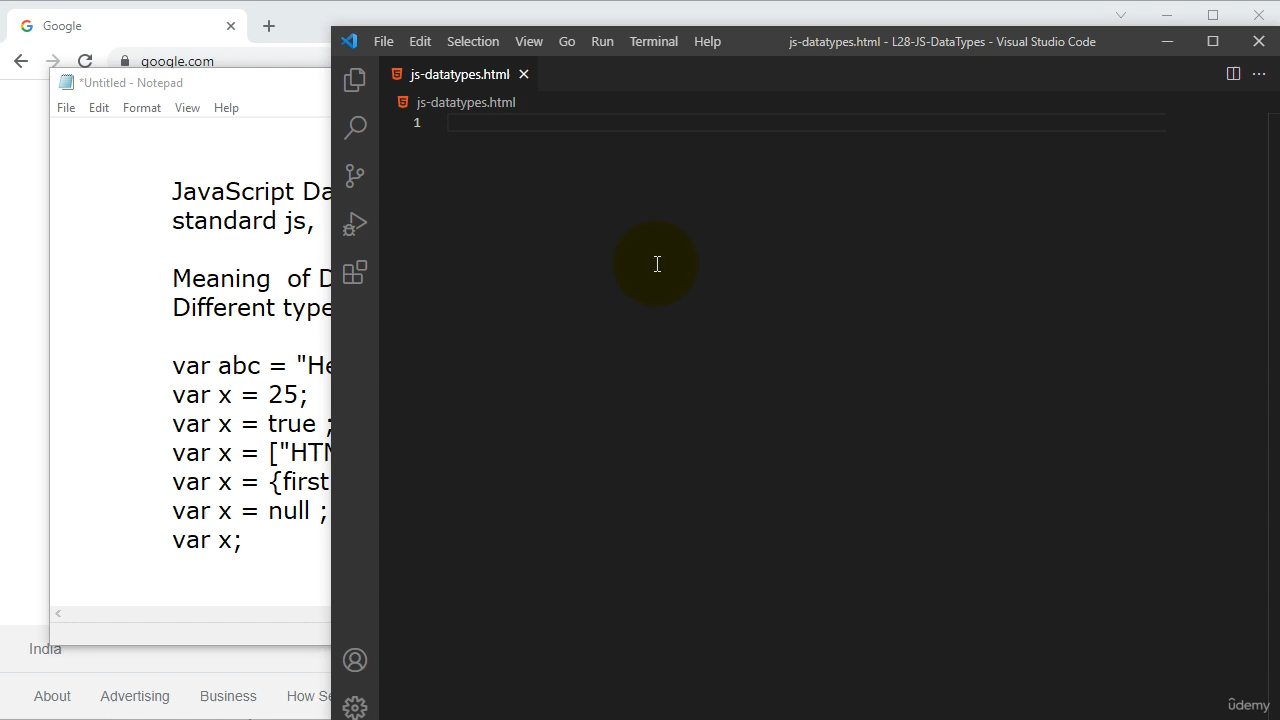 Google
google.com
*Untitled - Notepad
File Edit Format View Help
JavaScript Da
standard js,
Meaning of D
Different type
var abc = "He
var x = 25;
var x = true ;
var x = ["HTM
var x = {first
var x = null ;
var x;
India
About Advertising Business How Se
File Edit Selection View Go Run Terminal Help
js-datatypes.html - L28-JS-DataTypes - Visual Studio Code
js-datatypes.html
js-datatypes.html
1
ûdemy